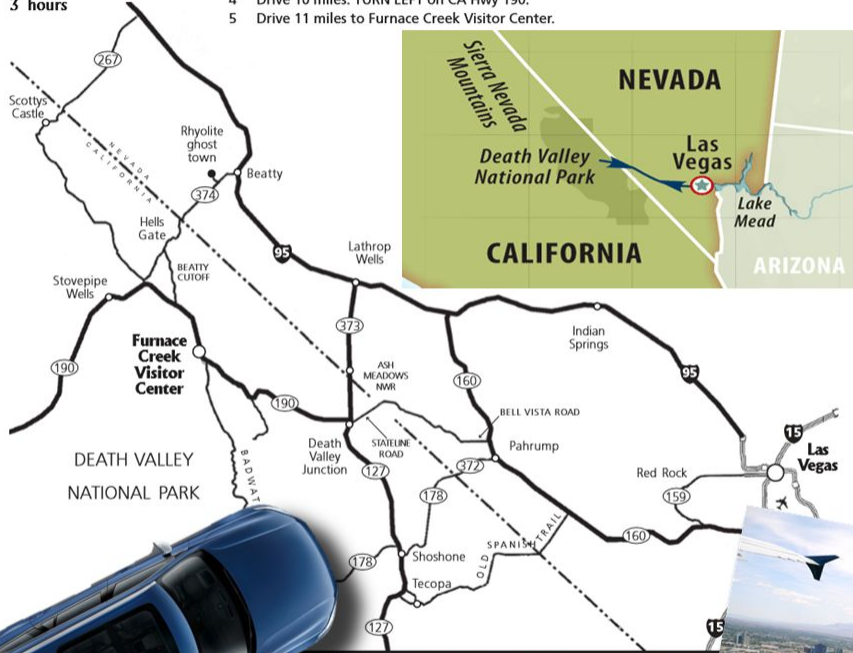 3 hours
4 Drive 10 miles. TURN LEFT on CA Hwy 190.
5 Drive 11 miles to Furnace Creek Visitor Center.
267
Scottys
Castle
NEVADA
CALIFORNIA
Rhyolite
ghost
town
Beatty
374
Hells
Gate
BEATTY
CUTOFF
95
Lathrop
Wells
Stovepipe
Wells
Furnace
Creek
Visitor
Center
190
373
ASH
MEADOWS
NWR
190
160
Indian
Springs
95
BELL VISTA ROAD
Death
Valley
Junction
STATELINE
ROAD
Pahrump
372
127
178
15
Las
Vegas
Red Rock
159
DEATH VALLEY
NATIONAL PARK
BADWAT
OLD SPANISH TRAIL
160
178
Shoshone
Tecopa
127
15
Sierra Nevada
Mountains
NEVADA
Death Valley
National Park
Las
Vegas
Lake
Mead
CALIFORNIA
ARIZONA